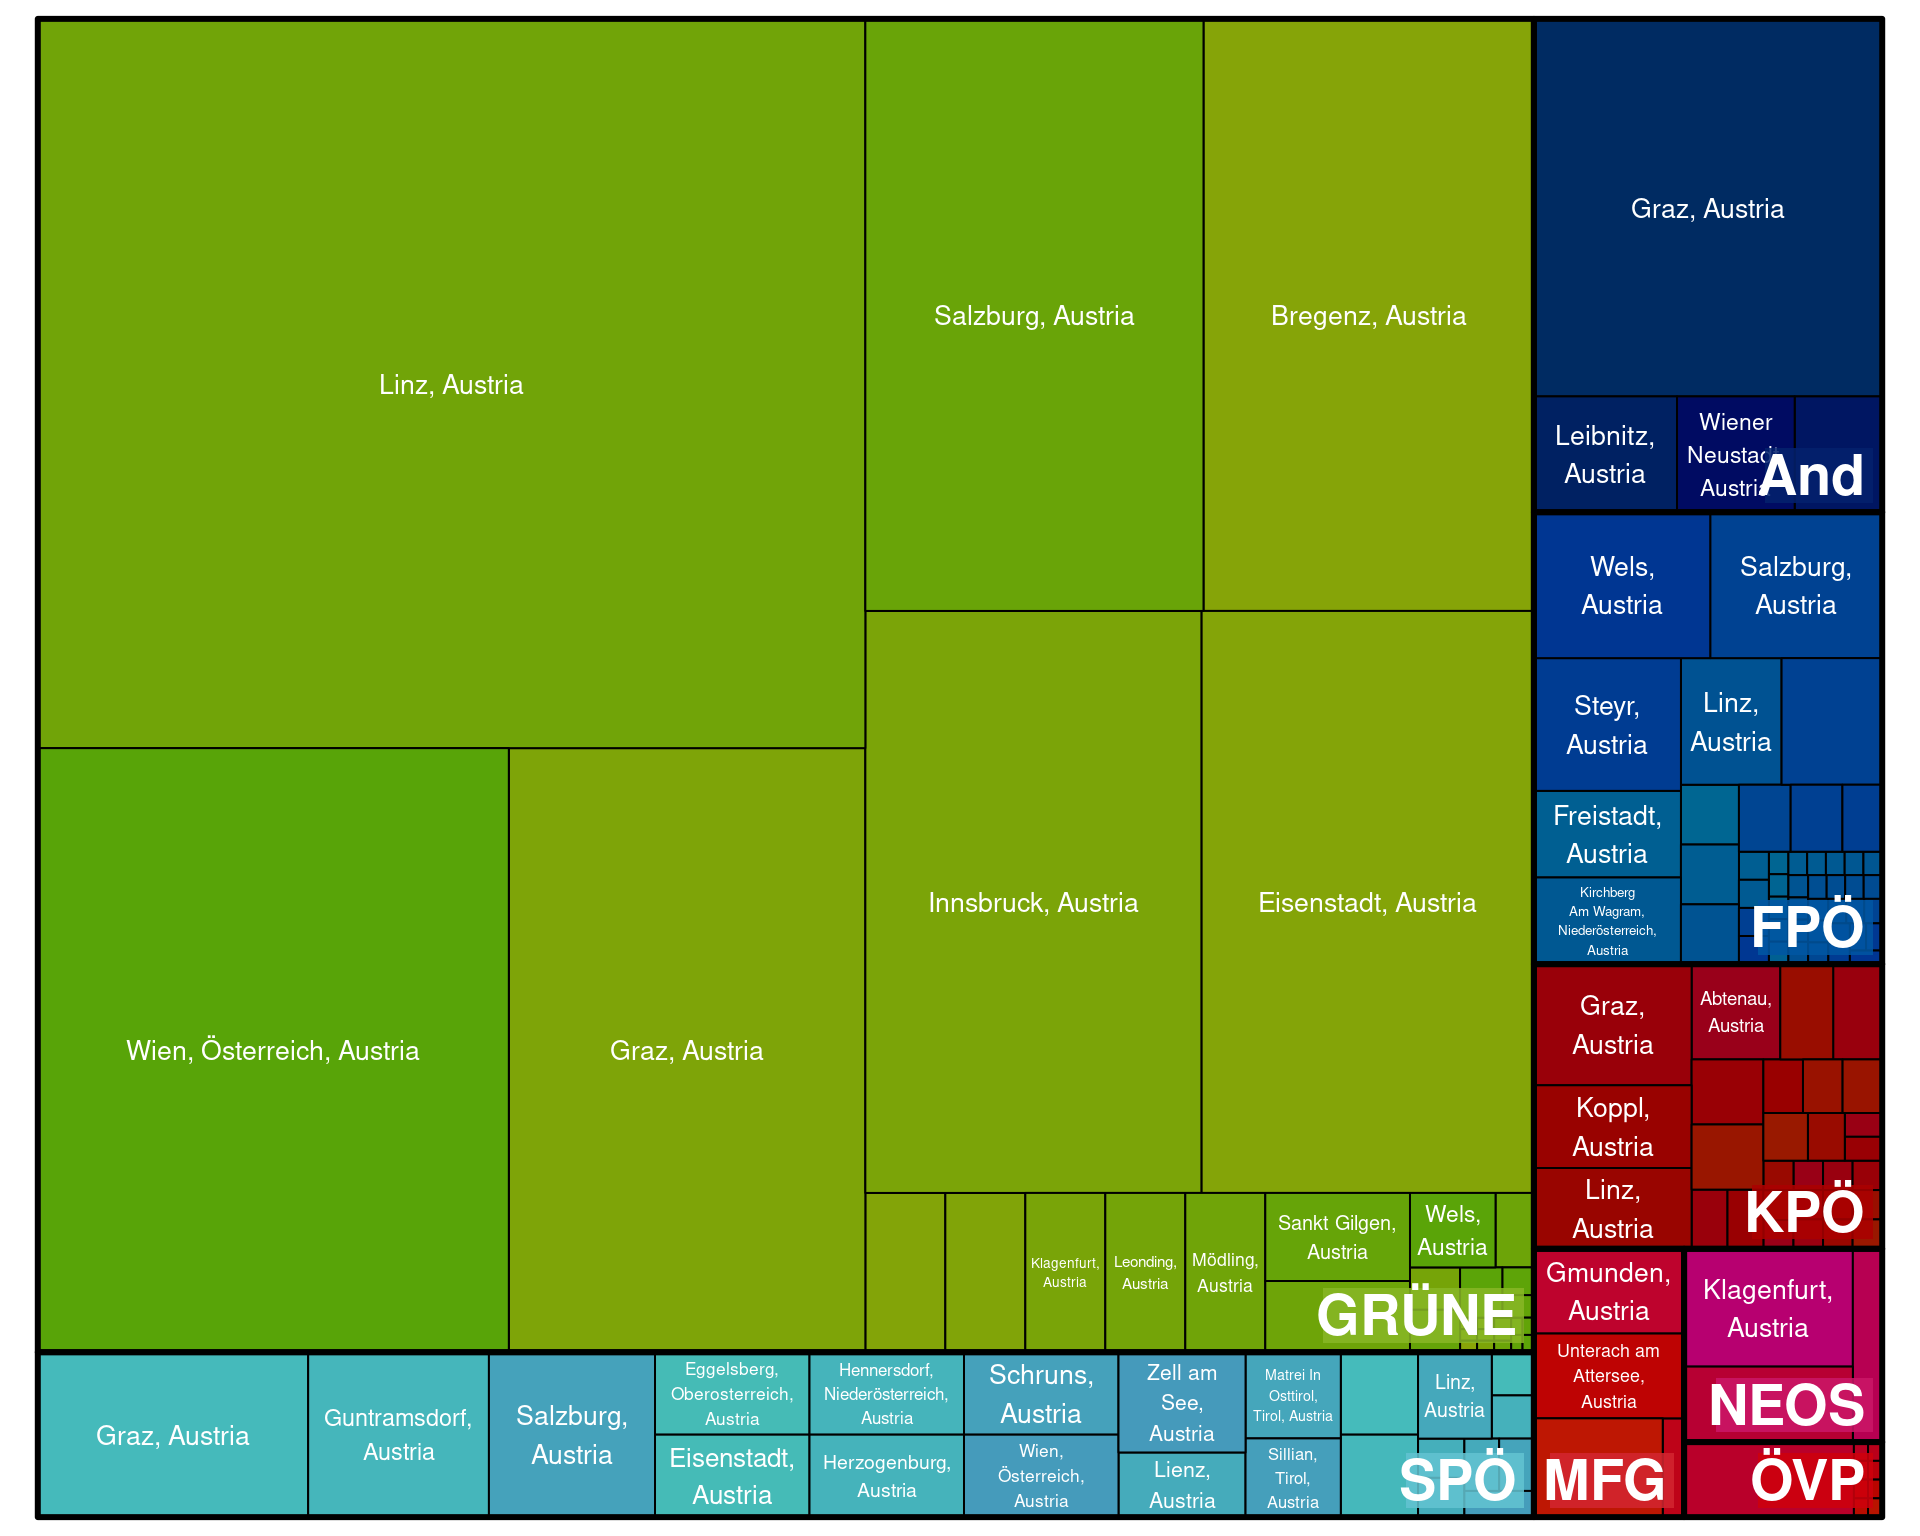 Linz, Austria
Salzburg, Austria
Bregenz, Austria
Wien, Österreich, Austria
Graz, Austria
Innsbruck, Austria
Eisenstadt, Austria
Klagenfurt,
Austria
Leonding,
Austria
Mödling,
Austria
Sankt Gilgen,
Austria
Wels,
Austria
GRÜNE
Graz, Austria
Guntramsdorf,
Austria
Salzburg,
Austria
Eggelsberg,
Oberosterreich,
Austria
Eisenstadt,
Austria
Hennersdorf,
Niederösterreich,
Austria
Herzogenburg,
Austria
Schruns,
Austria
Wien,
Österreich,
Austria
Zell am
See,
Austria
Lienz,
Austria
Matrei In
Osttirol,
Tirol, Austria
Sillian,
Tirol,
Austria
Linz,
Austria
SPÖ
Graz, Austria
Leibnitz,
Austria
Wiener
Neustadt,
Austria
And
Wels,
Austria
Salzburg,
Austria
Steyr,
Austria
Linz,
Austria
Freistadt,
Austria
Kirchberg
Am Wagram,
Niederösterreich,
Austria
FPÖ
Graz,
Austria
Abtenau,
Austria
Koppl,
Austria
Linz,
Austria
KPÖ
Gmunden,
Austria
Unterach am
Attersee,
Austria
MFG
Klagenfurt,
Austria
NEOS
ÖVP